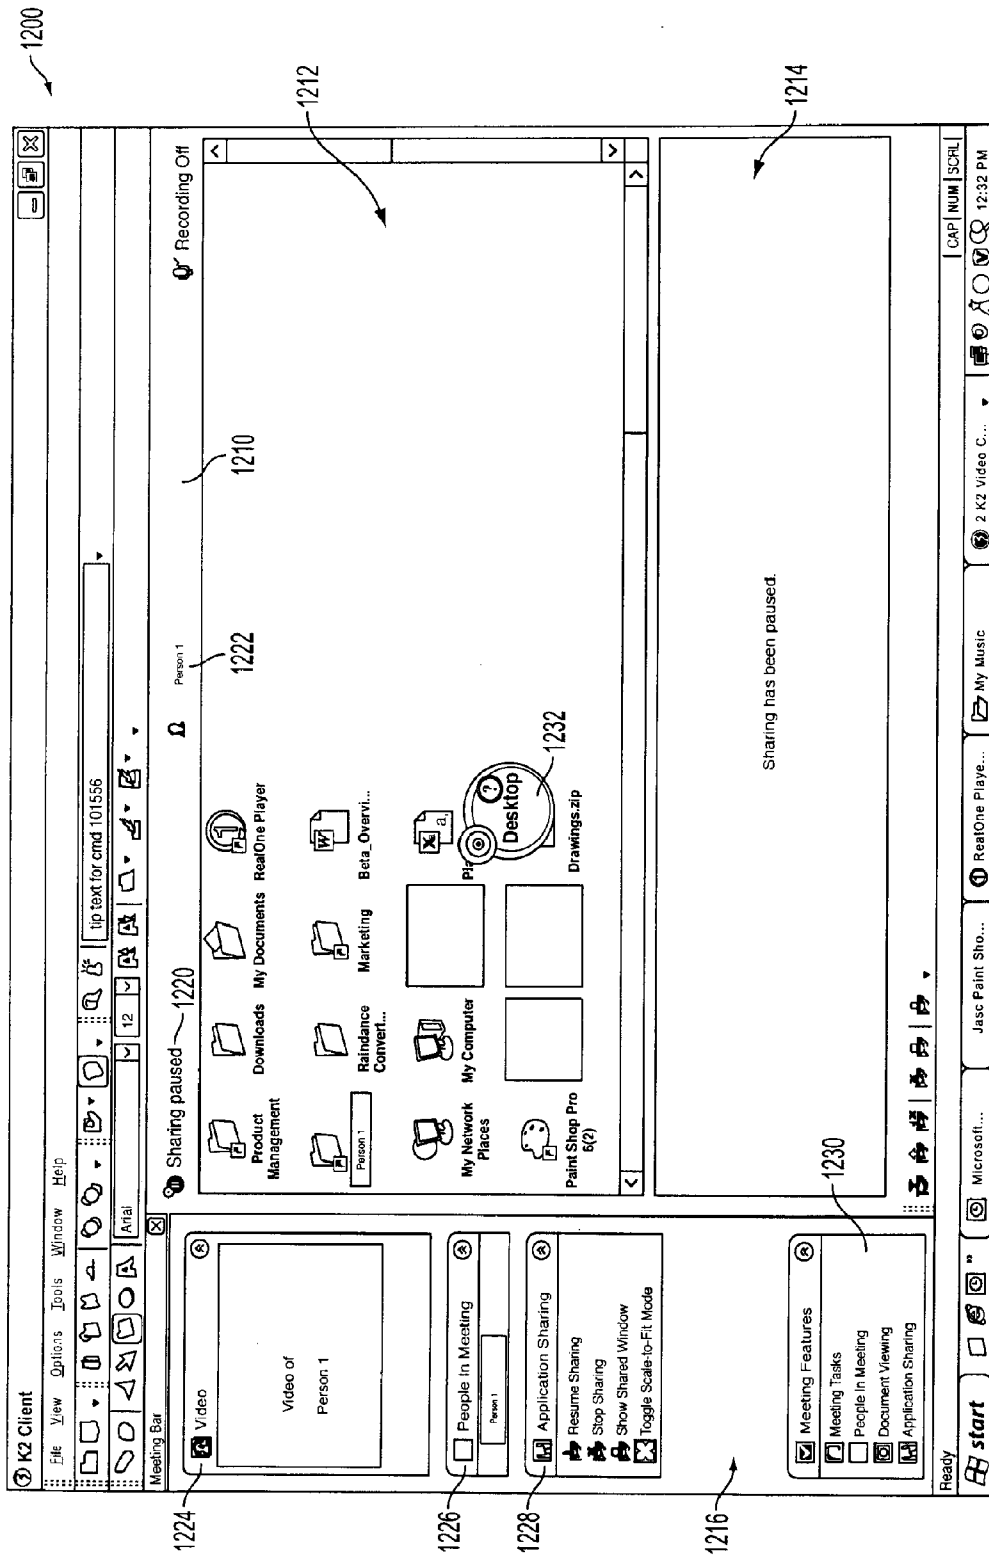 1200
K2 Client
File View Options Tools Window Help
tip text for cmd 101556
Arial
12
Meeting Bar
Video
Video of
Person 1
People In Meeting
Person 1
Application Sharing
Resume Sharing
Stop Sharing
Show Shared Window
Toggle Scale-to-Fit Mode
Meeting Features
Meeting Tasks
People In Meeting
Document Viewing
Application Sharing
1224
1226
1228
1216
1230
Sharing paused
1220
Person 1
1222
1210
Recording Off
1212
Product
Management
Downloads
My Documents
RealOne Player
Person 1
Raindance
Convert...
Marketing
Beta_Overvi...
My Network
Places
My Computer
Pla
Desktop
1232
Paint Shop Pro
6(2)
Drawings.zip
1214
Sharing has been paused.
Ready
CAP NUM SCRL
start
Microsoft...
Jasc Paint Sho...
RealOne Playe...
My Music
2 K2 Video C...
12:32 PM